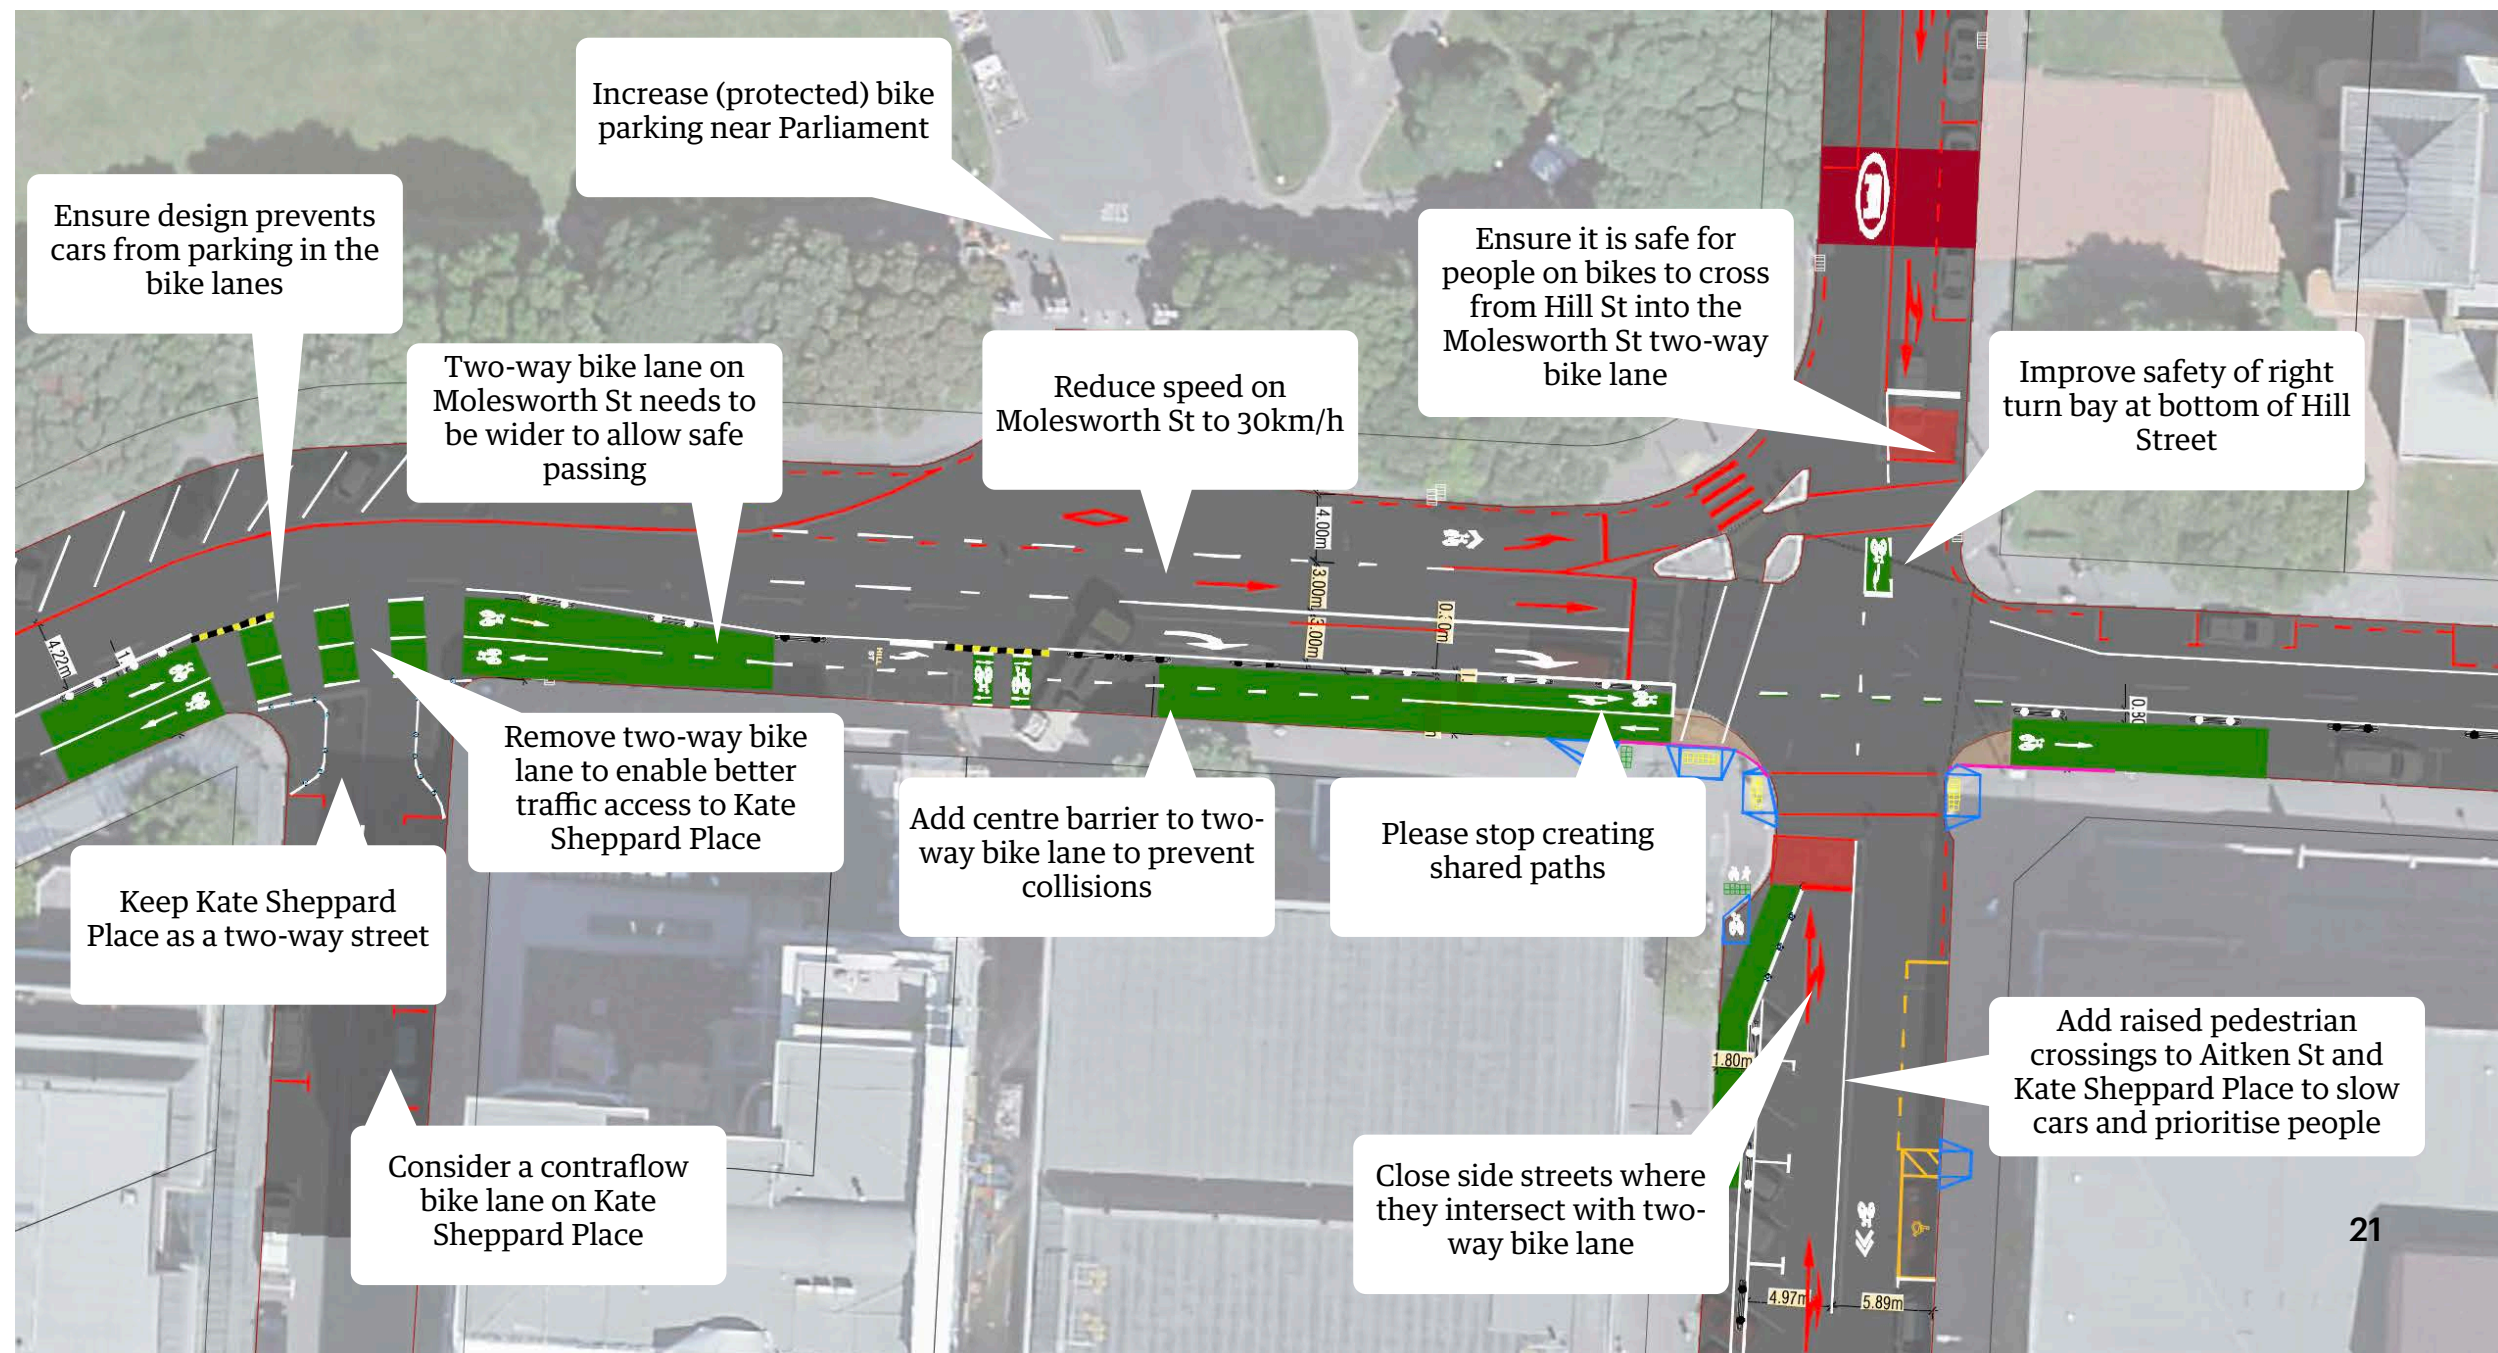 Increase (protected) bike
parking near Parliament
Ensure design prevents
cars from parking in the
bike lanes
Ensure it is safe for
people on bikes to cross
from Hill St into the
Molesworth St two-way
bike lane
Two-way bike lane on
Molesworth St needs to
be wider to allow safe
passing
Reduce speed on
Molesworth St to 30km/h
Improve safety of right
turn bay at bottom of Hill
Street
STOP
4.00m
3.00m
3.00m
4.22m
HILL
ST
Remove two-way bike
lane to enable better
traffic access to Kate
Sheppard Place
Add centre barrier to two-
way bike lane to prevent
collisions
Please stop creating
shared paths
Keep Kate Sheppard
Place as a two-way street
Add raised pedestrian
crossings to Aitken St and
Kate Sheppard Place to slow
cars and prioritise people
1.80m
Consider a contraflow
bike lane on Kate
Sheppard Place
Close side streets where
they intersect with two-
way bike lane
21
4.97m
5.89m